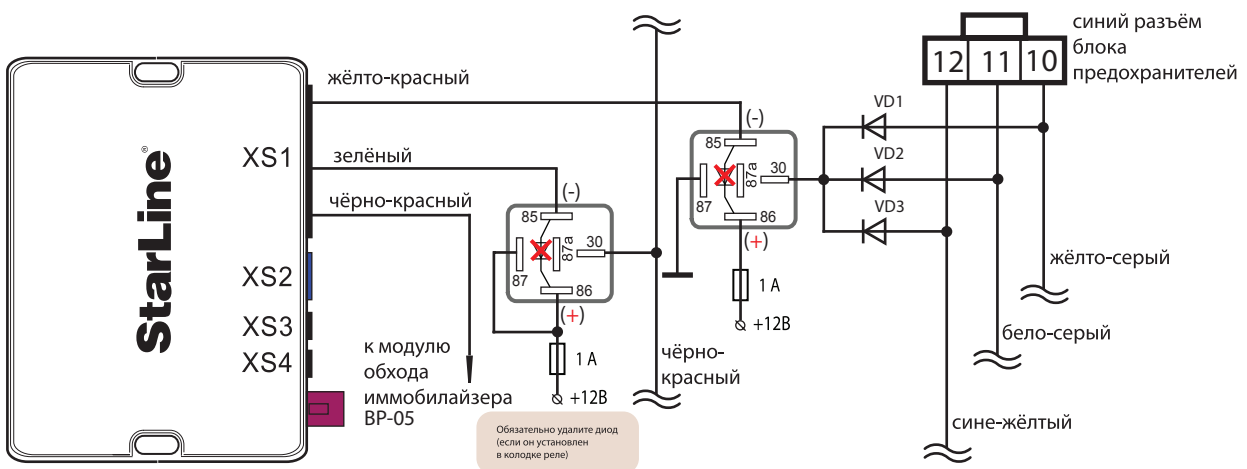 StarLine®
XS1
XS2
XS3
XS4
жёлто-красный
зелёный
чёрно-красный
к модулю
обхода
иммобилайзера
BP-05
(-)
85
87
87a
30
86
(+)
1 A
+12В
Обязательно удалите диод
(если он установлен
в колодке реле)
чёрно-
красный
(-)
85
87
87a
30
86
(+)
1 A
+12В
VD1
VD2
VD3
12
11
10
синий разъём
блока
предохранителей
жёлто-серый
бело-серый
сине-жёлтый